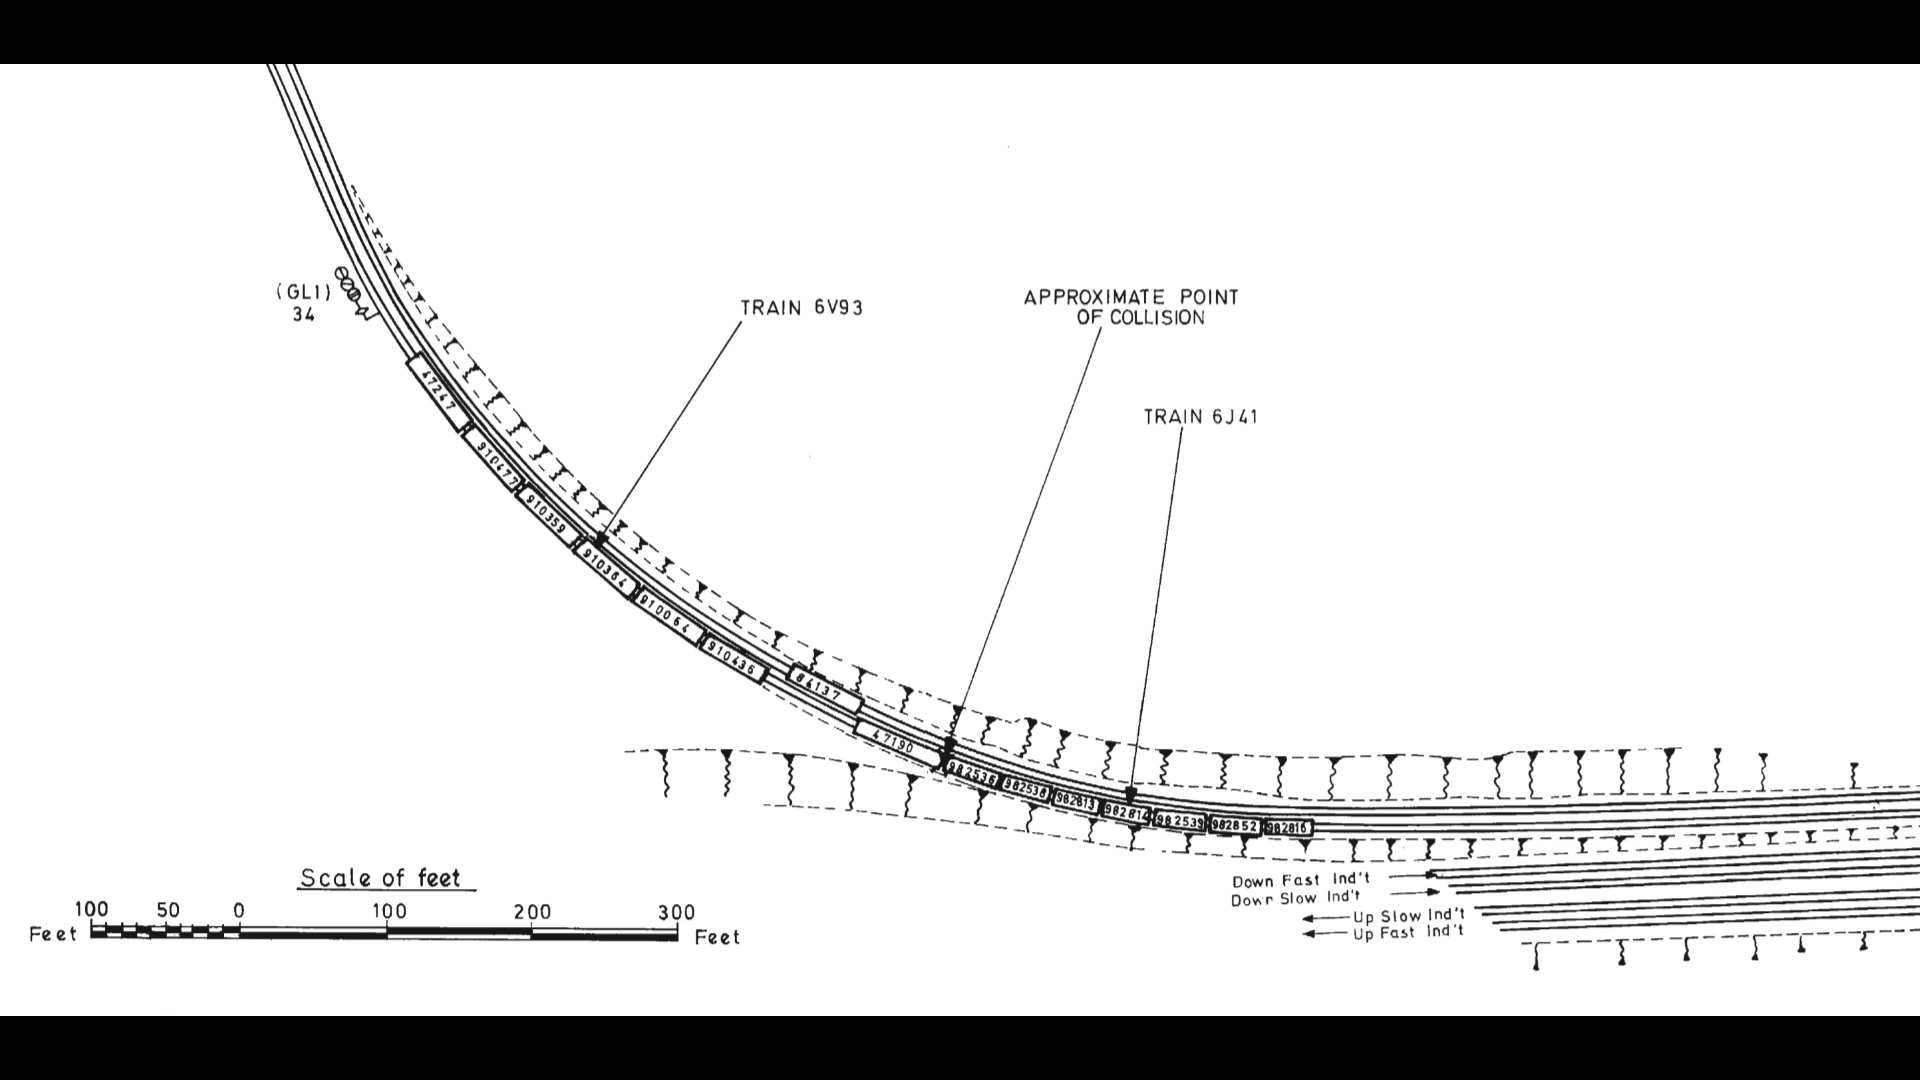 (GL1)
34
TRAIN 6V93
APPROXIMATE POINT
OF COLLISION
TRAIN 6J41
47247
910477
910359
910364
910064
910436
84137
47190
982536
982538
982813
982814
982539
982852
982816
Down Fast Ind't
Down Slow Ind't
Up Slow Ind't
Up Fast Ind't
Scale of feet
100 50 0 100 200 300
Feet Feet